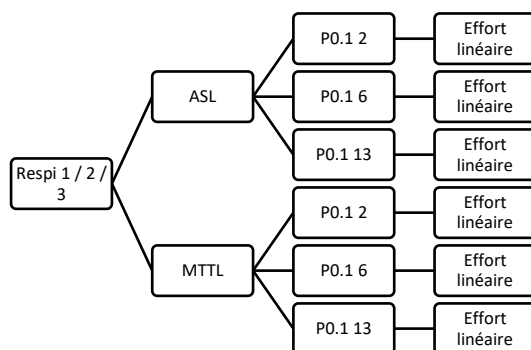 P0.1 2
Effort
linéaire
ASL
P0.1 6
Effort
linéaire
P0.1 13
Effort
linéaire
Respi 1 / 2 /
3
P0.1 2
Effort
linéaire
MTTL
P0.1 6
Effort
linéaire
P0.1 13
Effort
linéaire